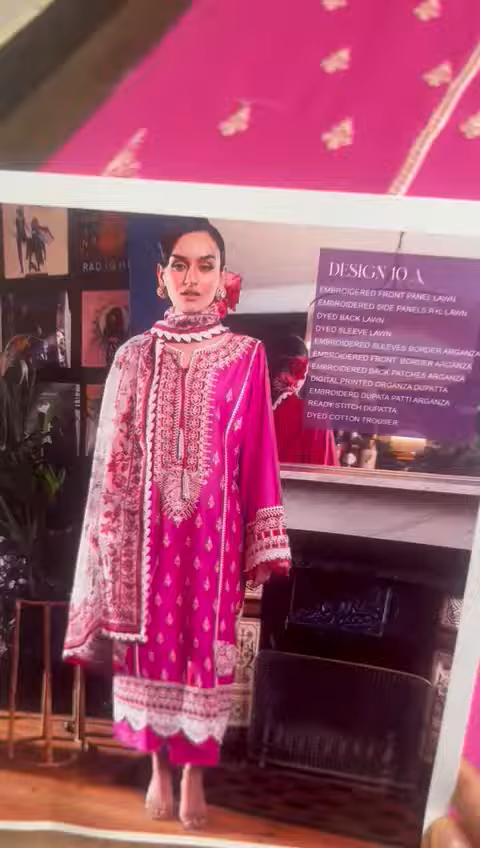 RADIOHE
DESIGN 10 A
EMBROIDERED FRONT PANEL LAWN
EMBROIDERED SIDE PANELS R+L LAWN
DYED BACK LAWN
DYED SLEEVE LAWN
EMBROIDERED SLEEVES BORDER ARGANZA
EMBROIDERED FRONT BORDER ARGANZA
EMBROIDERED BACK PATCHES ARGANZA
DIGITAL PRINTED ORGANZA DUPATTA
EMBROIDERD DUPATA PATTI ARGANZA
READY STITCH DUPATTA
DYED COTTON TROUSER